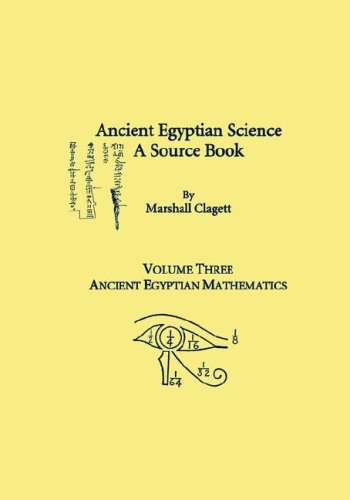 Ancient Egyptian Science
A Source Book
By
Marshall Clagett
VOLUME THREE
ANCIENT EGYPTIAN MATHEMATICS
1/2 1/4 1/16 1/8
1/32
1/64